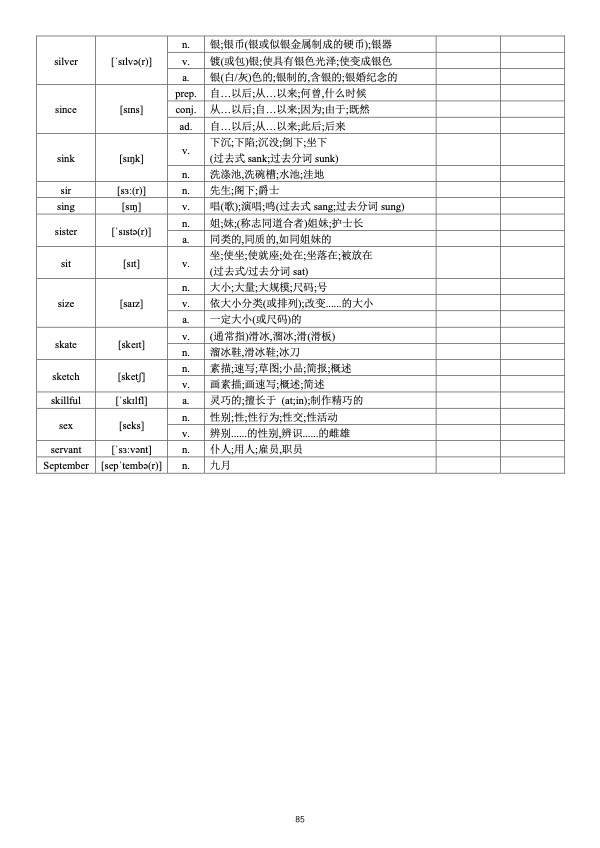 silver [ˈsɪlvə(r)] n. 银;银币(银或似银金属制成的硬币);银器
v. 镀(或包)银;使具有银色光泽;使变成银色
a. 银(白/灰)色的;银制的,含银的;银婚纪念的
since [sɪns] prep. 自…以后;从…以来;何曾,什么时候
conj. 从…以后;自…以来;因为;由于;既然
ad. 自…以后;从…以来;此后;后来
sink [sɪŋk] v. 下沉;下陷;沉没;倒下;坐下
(过去式 sank;过去分词 sunk)
n. 洗涤池,洗碗槽;水池;洼地
sir [sɜ:(r)] n. 先生;阁下;爵士
sing [sɪŋ] v. 唱(歌);演唱;鸣(过去式 sang;过去分词 sung)
sister [ˈsɪstə(r)] n. 姐;妹;(称志同道合者)姐妹;护士长
a. 同类的,同质的,如同姐妹的
sit [sɪt] v. 坐;使坐;使就座;处在;坐落在;被放在
(过去式/过去分词 sat)
size [saɪz] n. 大小;大量;大规模;尺码;号
v. 依大小分类(或排列);改变......的大小
a. 一定大小(或尺码)的
skate [skeɪt] v. (通常指)滑冰,溜冰;滑(滑板)
n. 溜冰鞋,滑冰鞋;冰刀
sketch [sketʃ] n. 素描;速写;草图;小品;简报;概述
v. 画素描;画速写;概述;简述
skillful [ˈskɪlfl] a. 灵巧的;擅长于 (at;in);制作精巧的
sex [seks] n. 性别;性;性行为;性交;性活动
v. 辨别......的性别,辨识......的雌雄
servant [ˈsɜ:vənt] n. 仆人;用人;雇员,职员
September [sepˈtembə(r)] n. 九月
85